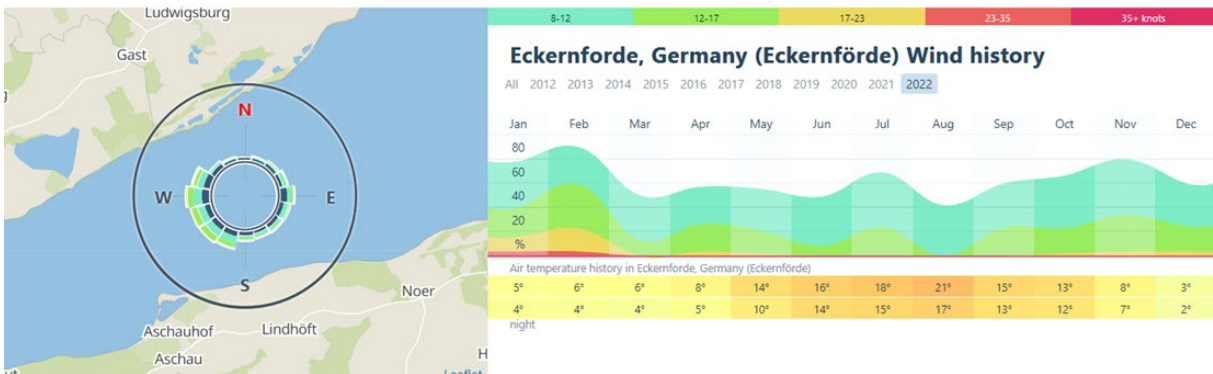 Ludwigsburg
Gast
N
W
E
S
Noer
Aschauhof
Lindhöft
Aschau
8-12 12-17 17-23 23-35 35+ knots
Eckernforde, Germany (Eckernförde) Wind history
All 2012 2013 2014 2015 2016 2017 2018 2019 2020 2021 2022
Jan Feb Mar Apr May Jun Jul Aug Sep Oct Nov Dec
80
60
40
20
%
Air temperature history in Eckernforde, Germany (Eckernförde)
5° 6° 6° 8° 14° 16° 18° 21° 15° 13° 8° 3°
4° 4° 4° 5° 10° 14° 15° 17° 13° 12° 7° 2°
night